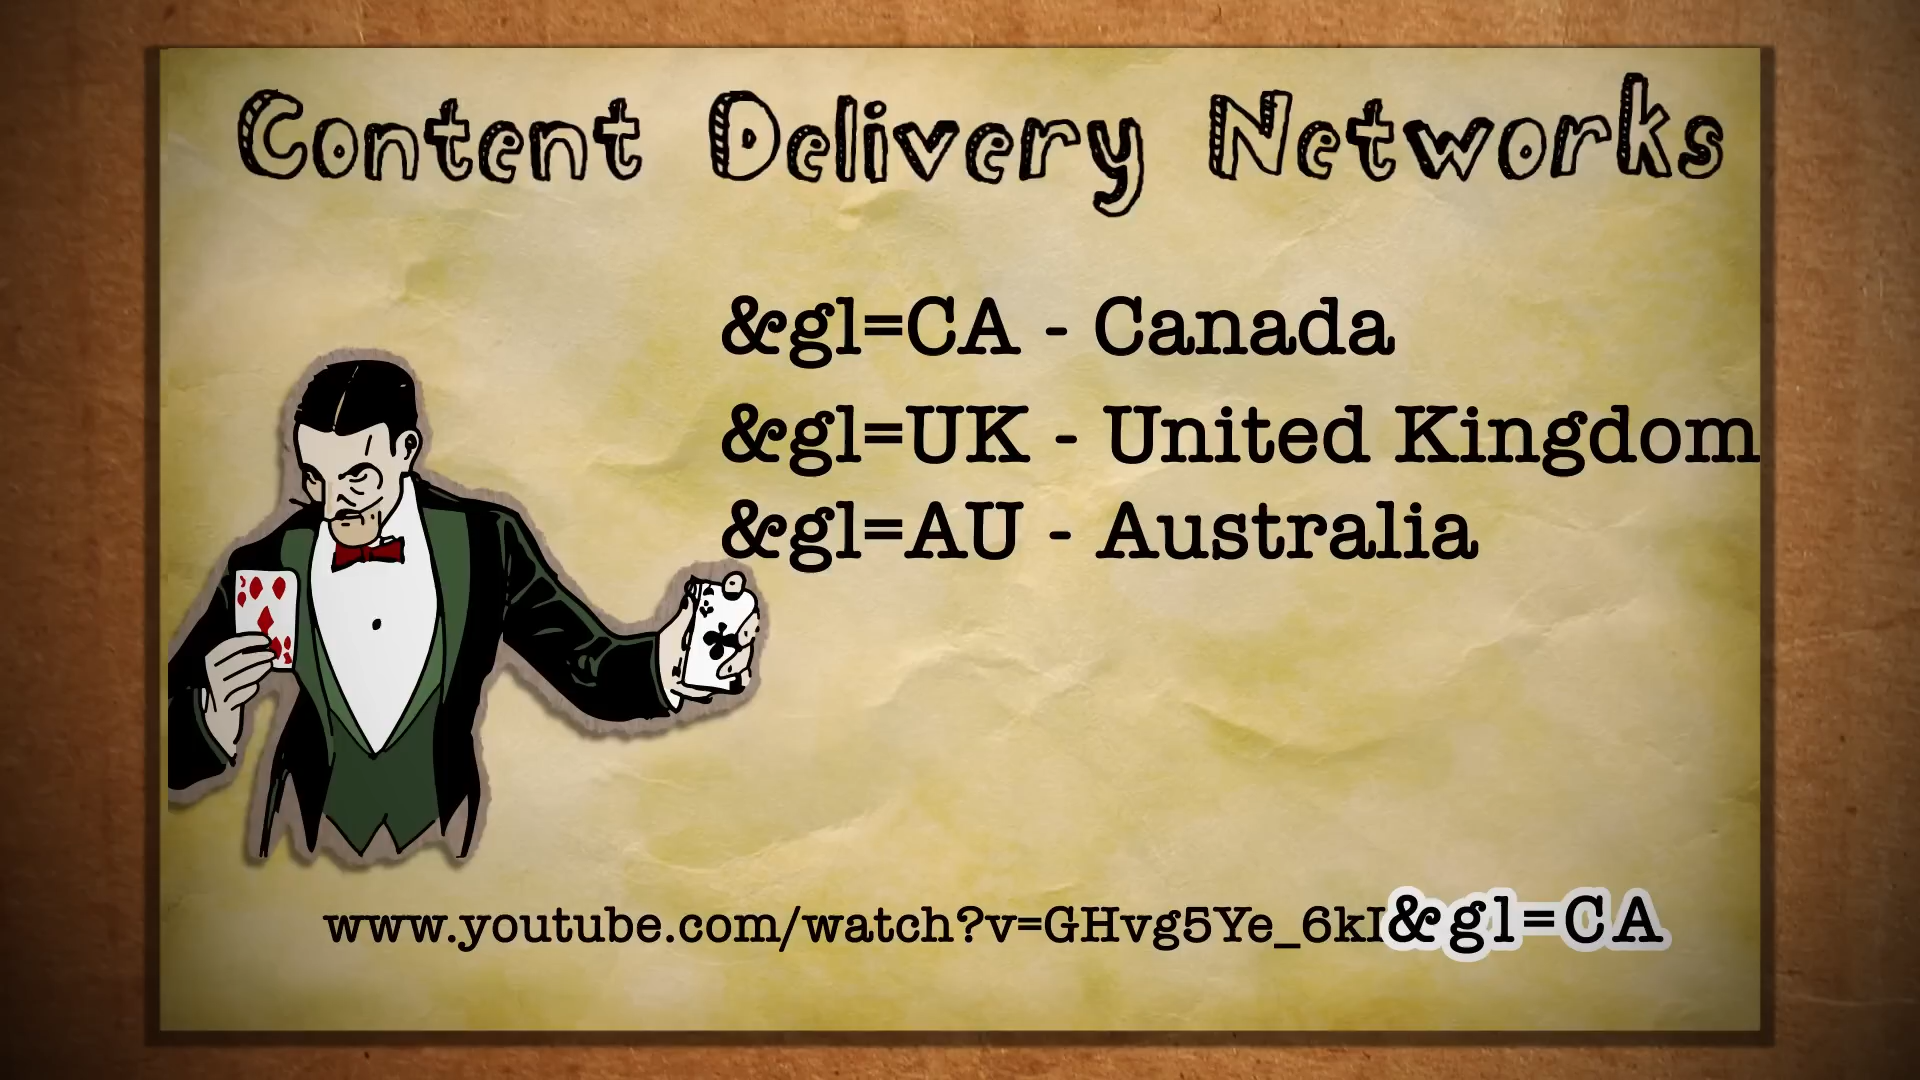 Content Delivery Networks
&gl=CA - Canada
&gl=UK - United Kingdom
&gl=AU - Australia
www.youtube.com/watch?v=GHvg5Ye_6kI&gl=CA